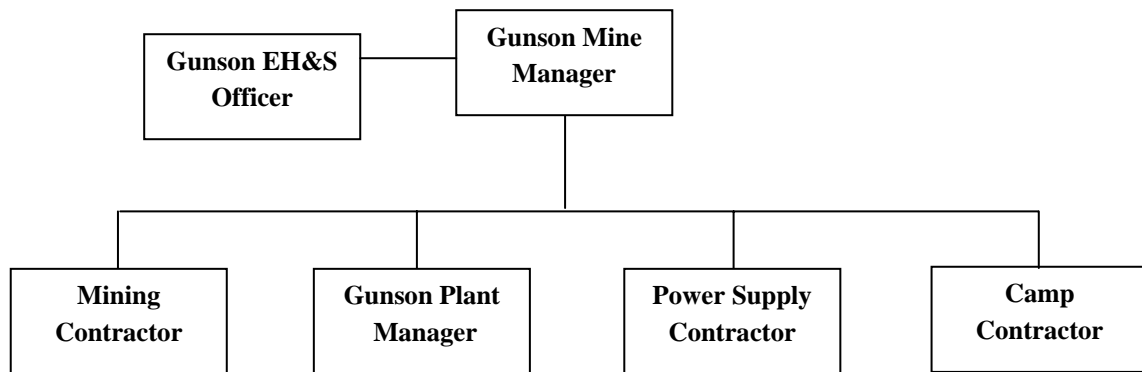 Gunson EH&S
Officer
Gunson Mine
Manager
Mining
Contractor
Gunson Plant
Manager
Power Supply
Contractor
Camp
Contractor